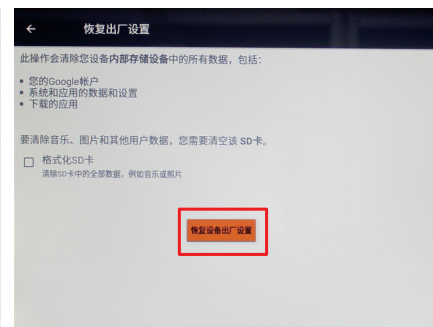 恢复出厂设置
此操作会清除您设备内部存储设备中的所有数据，包括：
• 您的Google帐户
• 系统和应用的数据和设置
• 下载的应用
要清除音乐、图片和其他用户数据，您需要清空该 SD卡。
格式化SD卡
清除SD卡中的全部数据，例如音乐或照片
恢复设备出厂设置